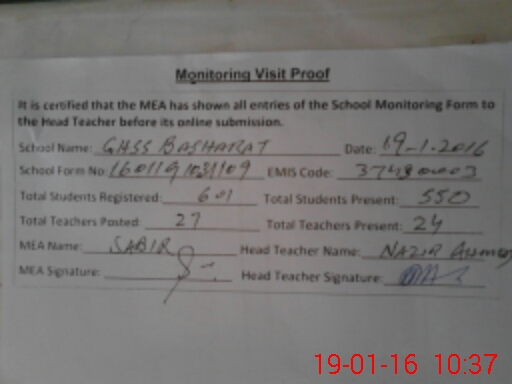 Monitoring Visit Proof
It is certified that the MEA has shown all entries of the School Monitoring Form to
the Head Teacher before its online submission.
School Name: GHSS BASHARAT Date: 19-1-2016
School Form No: EMIS Code:
Total Students Registered: 601 Total Students Present: 550
Total Teachers Posted: 27 Total Teachers Present: 24
MEA Name: SABIR Head Teacher Name: NAZIR AHMED
MEA Signature: Head Teacher Signature:
19-01-16 10:37